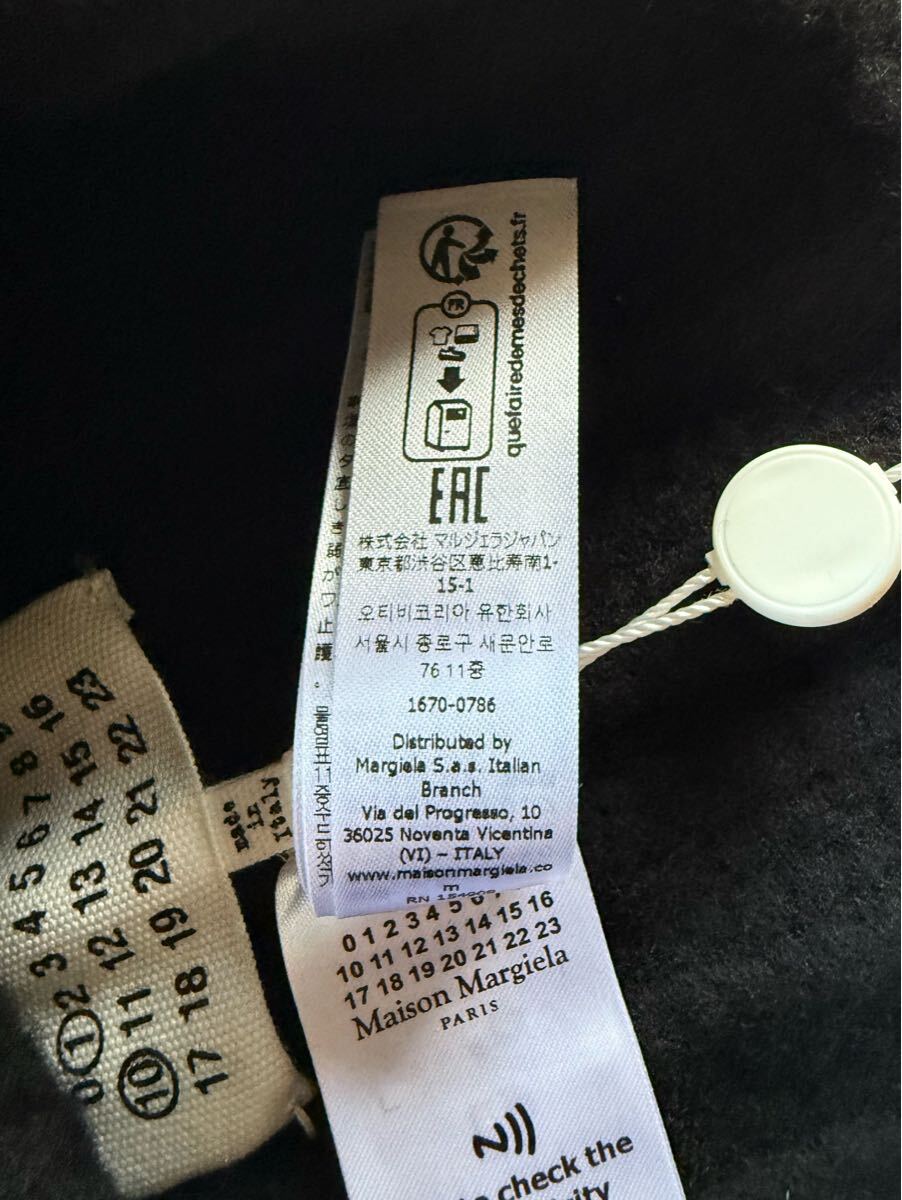 quefairedemesdechets.fr
FR
EAC
株式会社 マルジェラジャパン
東京都渋谷区恵比寿南1-
15-1
오티비코리아 유한회사
서울시 종로구 새문안로
76 11층
1670-0786
Distributed by
Margiela S.a.s. Italian
Branch
Via del Progresso, 10
36025 Noventa Vicentina
(VI) – ITALY
www.maisonmargiela.co
m
RN
0 1 2 3 4 5 6
10 11 12 13 14 15 16
17 18 19 20 21 22 23
Maison Margiela
PARIS
check the
made
in
Italy
0 1 2 3 4 5 6 7 8
10 11 12 13 14 15 16
17 18 19 20 21 22 23